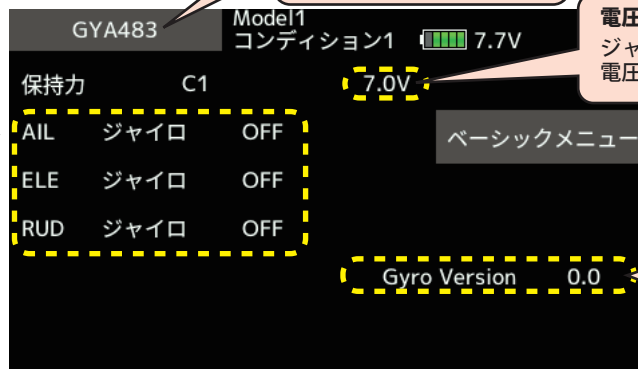 GYA483
Model1
コンディション1 7.7V
電圧
ジャ
電圧
保持力 C1 7.0V
AIL ジャイロ OFF
ベーシックメニュー
ELE ジャイロ OFF
RUD ジャイロ OFF
Gyro Version 0.0